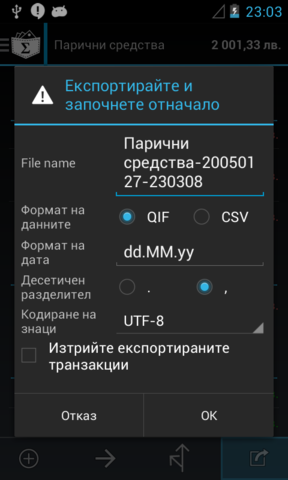 23:03
Парични средства 2 001,33 лв.
Експортирайте и
започнете отначало
File name
Парични
средства-200501
27-230308
Формат на
данните
QIF CSV
Формат на
дата
dd.MM.yy
Десетичен
разделител
. ,
Кодиране на
знаци
UTF-8
Изтрийте експортираните
транзакции
Отказ OK